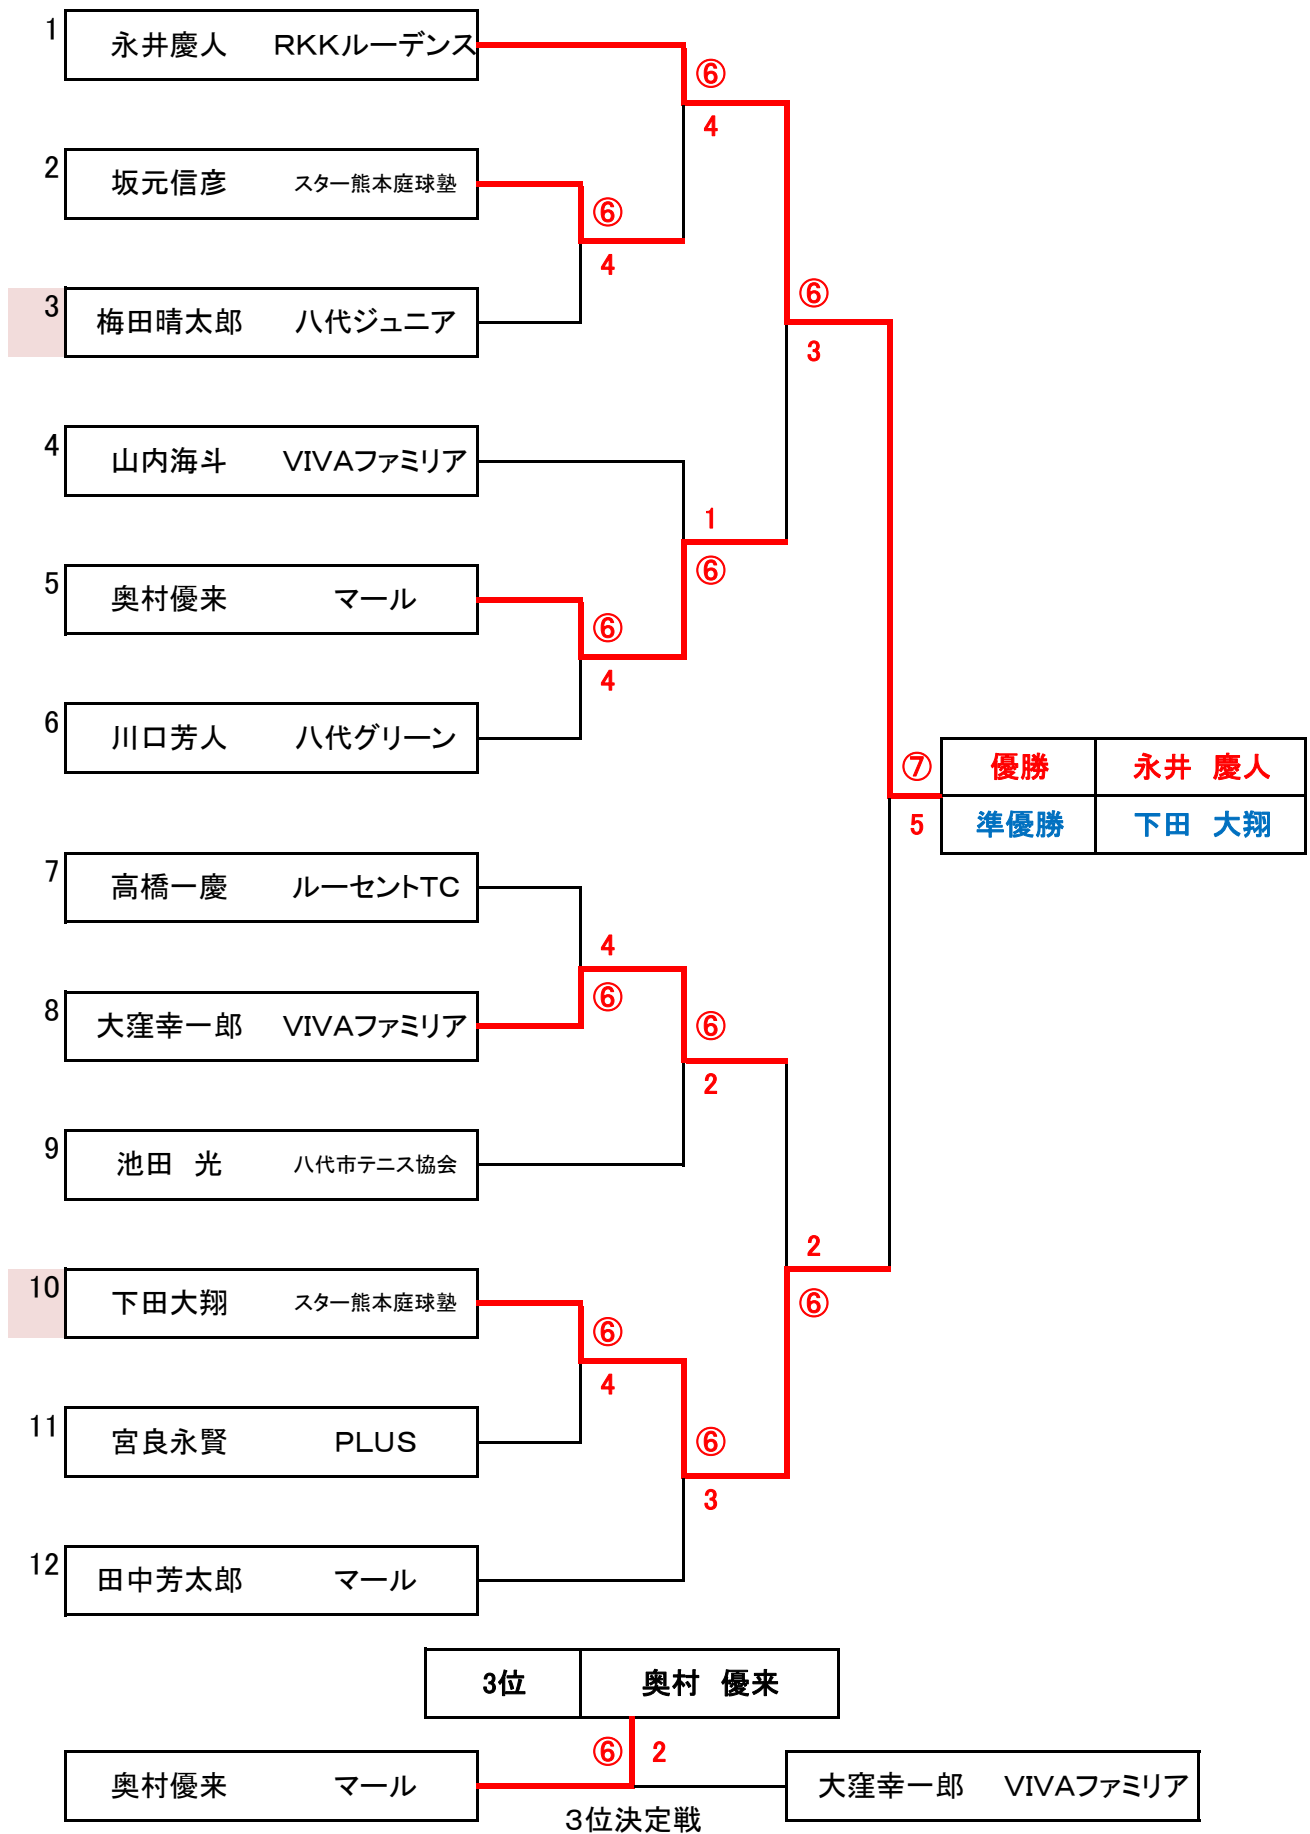 1 永井慶人 RKKルーデンス
⑥
4
2 坂元信彦 スター熊本庭球塾
⑥
4
3 梅田晴太郎 八代ジュニア
⑥
3
4 山内海斗 VIVAファミリア
1
⑥
5 奥村優来 マール
⑥
4
6 川口芳人 八代グリーン
⑦ 優勝 永井 慶人
5 準優勝 下田 大翔
7 高橋一慶 ルーセントTC
4
⑥
8 大窪幸一郎 VIVAファミリア
⑥
2
9 池田 光 八代市テニス協会
2
⑥
10 下田大翔 スター熊本庭球塾
⑥
4
11 宮良永賢 PLUS
⑥
3
12 田中芳太郎 マール
3位 奥村 優来
⑥ 2
奥村優来 マール
大窪幸一郎 VIVAファミリア
3位決定戦